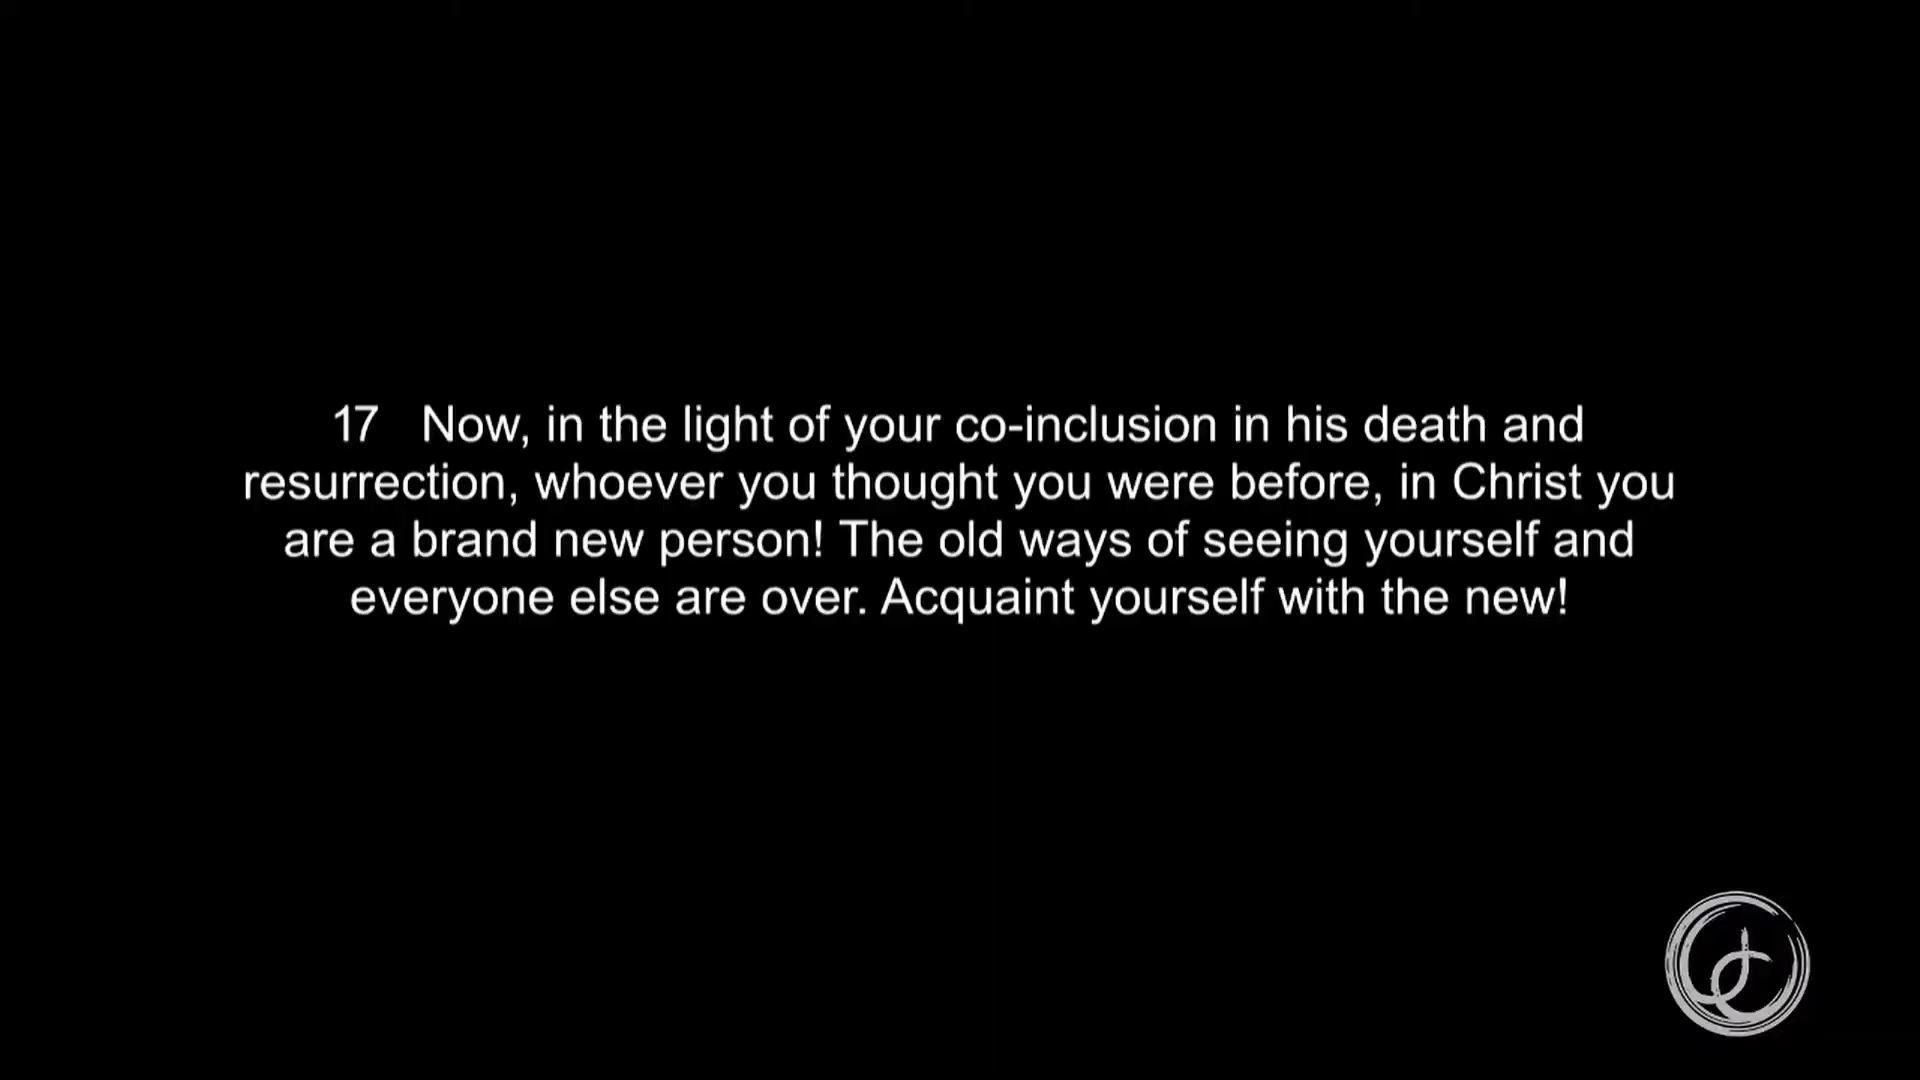 17 Now, in the light of your co-inclusion in his death and
resurrection, whoever you thought you were before, in Christ you
are a brand new person! The old ways of seeing yourself and
everyone else are over. Acquaint yourself with the new!